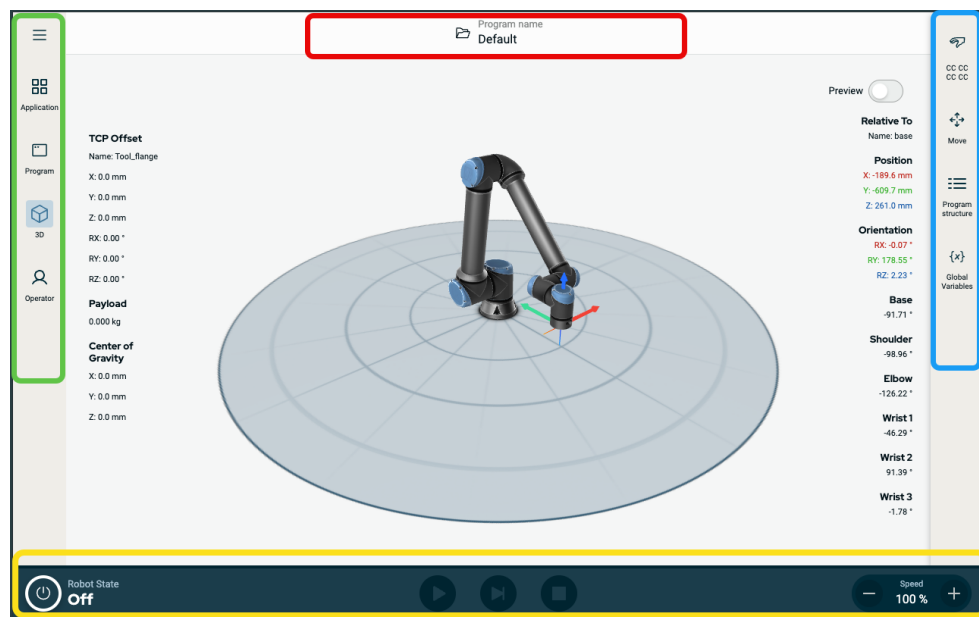 Program name
Default
Application
Program
3D
Operator
TCP Offset
Name: Tool_flange
X: 0.0 mm
Y: 0.0 mm
Z: 0.0 mm
RX: 0.00 °
RY: 0.00 °
RZ: 0.00 °
Payload
0.000 kg
Center of
Gravity
X: 0.0 mm
Y: 0.0 mm
Z: 0.0 mm
Preview
Relative To
Name: base
Position
X: -189.6 mm
Y: -609.7 mm
Z: 261.0 mm
Orientation
RX: -0.07 °
RY: 178.55 °
RZ: 2.23 °
Base
-91.71 °
Shoulder
-98.96 °
Elbow
-126.22 °
Wrist 1
-46.29 °
Wrist 2
91.39 °
Wrist 3
-1.78 °
CC CC
CC CC
Move
Program
structure
{x}
Global
Variables
Robot State
Off
Speed
100 %